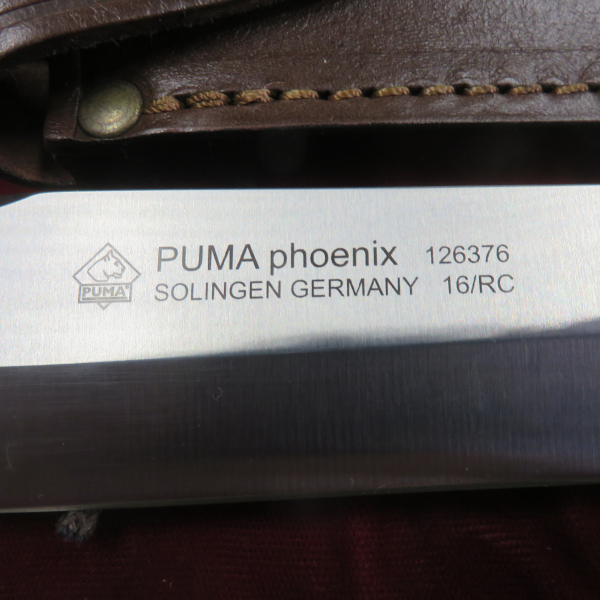 PUMA phoenix 126376
SOLINGEN GERMANY 16/RC
PUMA®